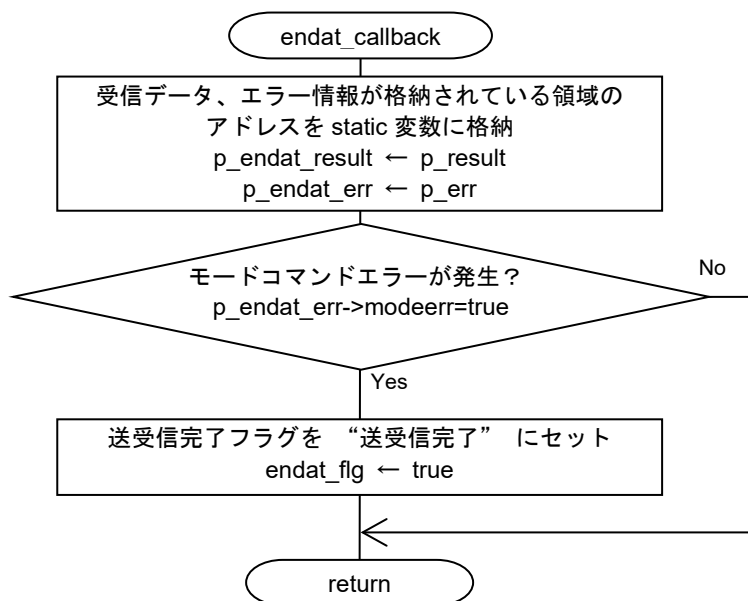 endat_callback
受信データ、エラー情報が格納されている領域の
アドレスを static 変数に格納
p_endat_result ← p_result
p_endat_err ← p_err
モードコマンドエラーが発生？
p_endat_err->modeerr=true
No
Yes
送受信完了フラグを “送受信完了” にセット
endat_flg ← true
return